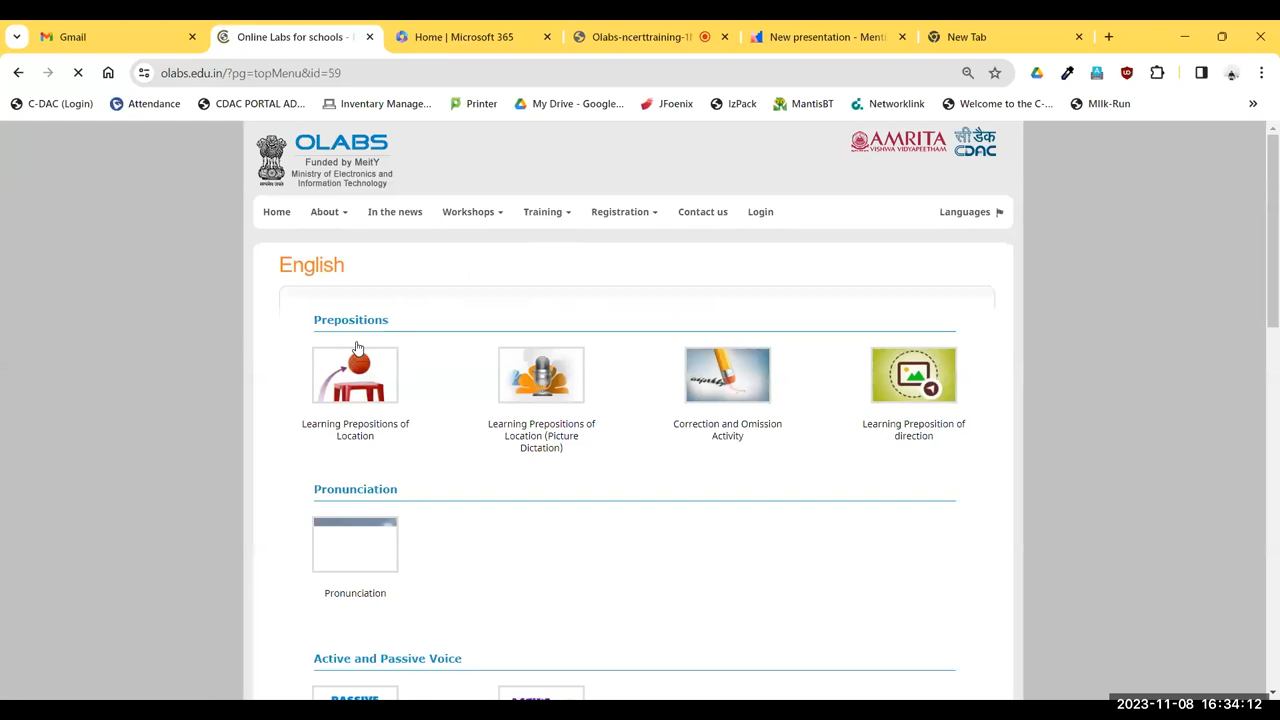 Gmail
Online Labs for schools -
Home | Microsoft 365
Olabs-ncerttraining-1
New presentation - Menti
New Tab
olabs.edu.in/?pg=topMenu&id=59
C-DAC (Login)
Attendance
CDAC PORTAL AD...
Inventary Manage...
Printer
My Drive - Google...
JFoenix
IzPack
MantisBT
Networklink
Welcome to the C-...
MIlk-Run
OLABS
Funded by MeitY
Ministry of Electronics and
Information Technology
AMRITA
VISHWA VIDYAPEETHAM
सी डैक
CDAC
Home
About
In the news
Workshops
Training
Registration
Contact us
Login
Languages
English
Prepositions
Learning Prepositions of
Location
Learning Prepositions of
Location (Picture
Dictation)
Correction and Omission
Activity
Learning Preposition of
direction
Pronunciation
Pronunciation
Active and Passive Voice
2023-11-08 16:34:12